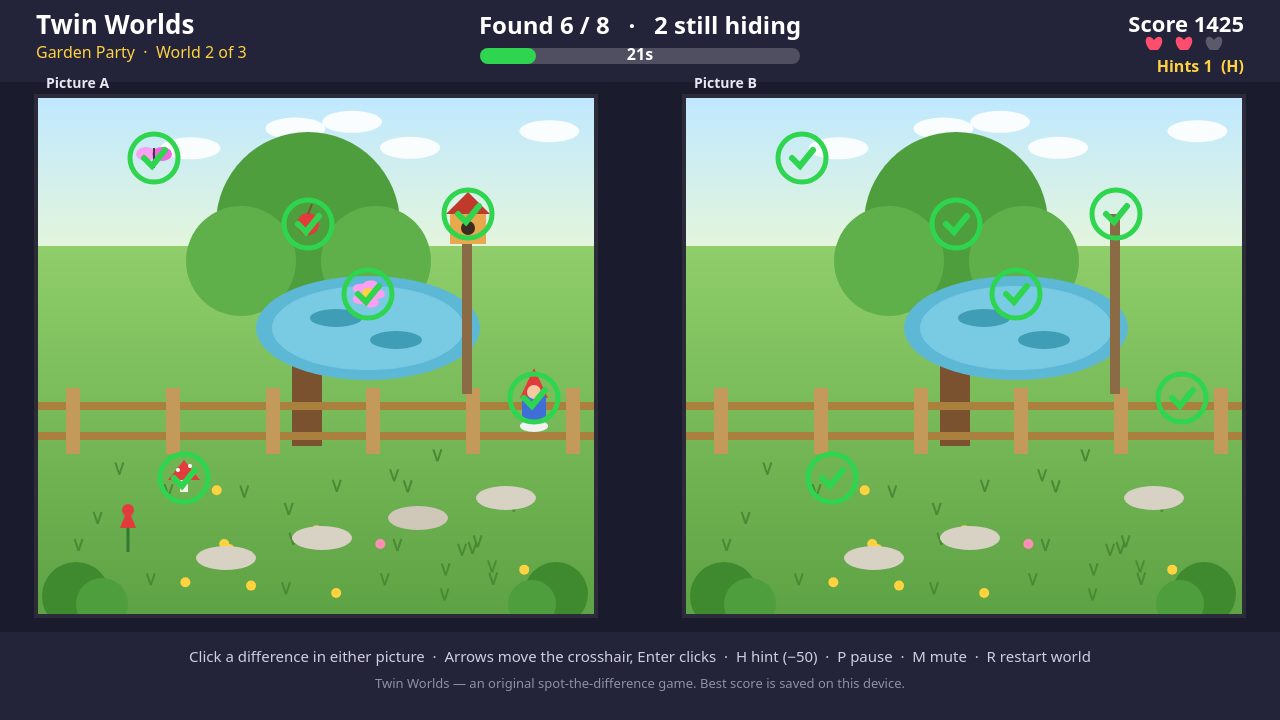 Twin Worlds
Garden Party · World 2 of 3
Found 6 / 8 · 2 still hiding
21s
Score 1425
Hints 1 (H)
Picture A
Picture B
Click a difference in either picture · Arrows move the crosshair, Enter clicks · H hint (−50) · P pause · M mute · R restart world
Twin Worlds — an original spot-the-difference game. Best score is saved on this device.